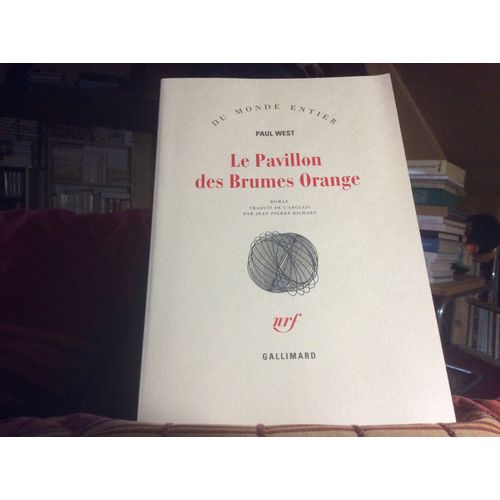 DU MONDE ENTIER
PAUL WEST
Le Pavillon
des Brumes Orange
ROMAN
TRADUIT DE L'ANGLAIS
PAR JEAN-PIERRE RICHARD
nrf
GALLIMARD